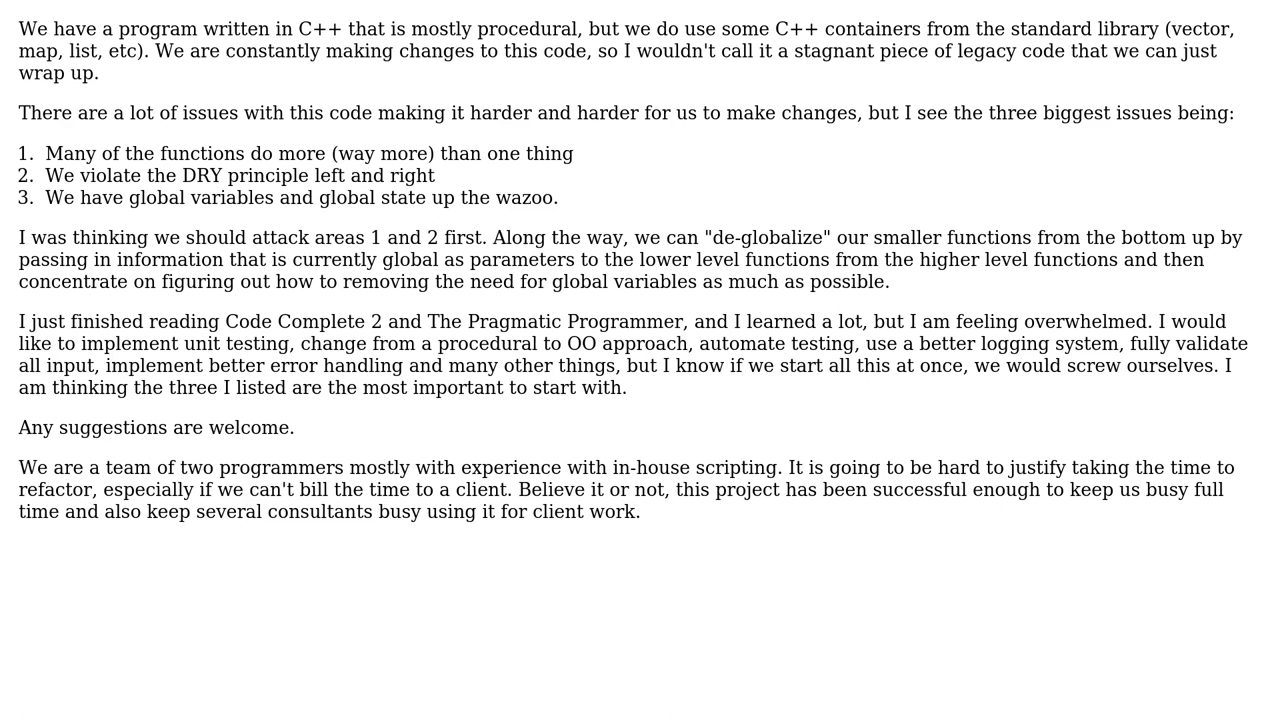 We have a program written in C++ that is mostly procedural, but we do use some C++ containers from the standard library (vector,
map, list, etc). We are constantly making changes to this code, so I wouldn't call it a stagnant piece of legacy code that we can just
wrap up.
There are a lot of issues with this code making it harder and harder for us to make changes, but I see the three biggest issues being:
1. Many of the functions do more (way more) than one thing
2. We violate the DRY principle left and right
3. We have global variables and global state up the wazoo.
I was thinking we should attack areas 1 and 2 first. Along the way, we can "de-globalize" our smaller functions from the bottom up by
passing in information that is currently global as parameters to the lower level functions from the higher level functions and then
concentrate on figuring out how to removing the need for global variables as much as possible.
I just finished reading Code Complete 2 and The Pragmatic Programmer, and I learned a lot, but I am feeling overwhelmed. I would
like to implement unit testing, change from a procedural to OO approach, automate testing, use a better logging system, fully validate
all input, implement better error handling and many other things, but I know if we start all this at once, we would screw ourselves. I
am thinking the three I listed are the most important to start with.
Any suggestions are welcome.
We are a team of two programmers mostly with experience with in-house scripting. It is going to be hard to justify taking the time to
refactor, especially if we can't bill the time to a client. Believe it or not, this project has been successful enough to keep us busy full
time and also keep several consultants busy using it for client work.